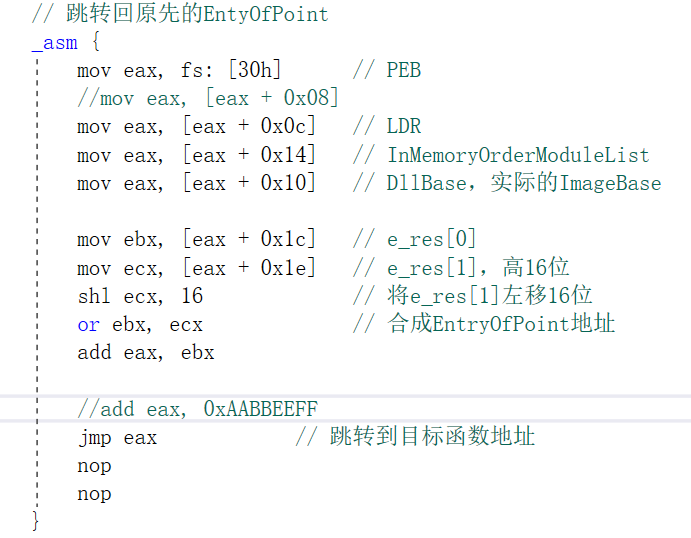 // 跳转回原先的EntyOfPoint
_asm {
mov eax, fs: [30h] // PEB
//mov eax, [eax + 0x08]
mov eax, [eax + 0x0c] // LDR
mov eax, [eax + 0x14] // InMemoryOrderModuleList
mov eax, [eax + 0x10] // DllBase，实际的ImageBase
mov ebx, [eax + 0x1c] // e_res[0]
mov ecx, [eax + 0x1e] // e_res[1]，高16位
shl ecx, 16 // 将e_res[1]左移16位
or ebx, ecx // 合成EntryOfPoint地址
add eax, ebx
//add eax, 0xAABBEEFF
jmp eax // 跳转到目标函数地址
nop
nop
}